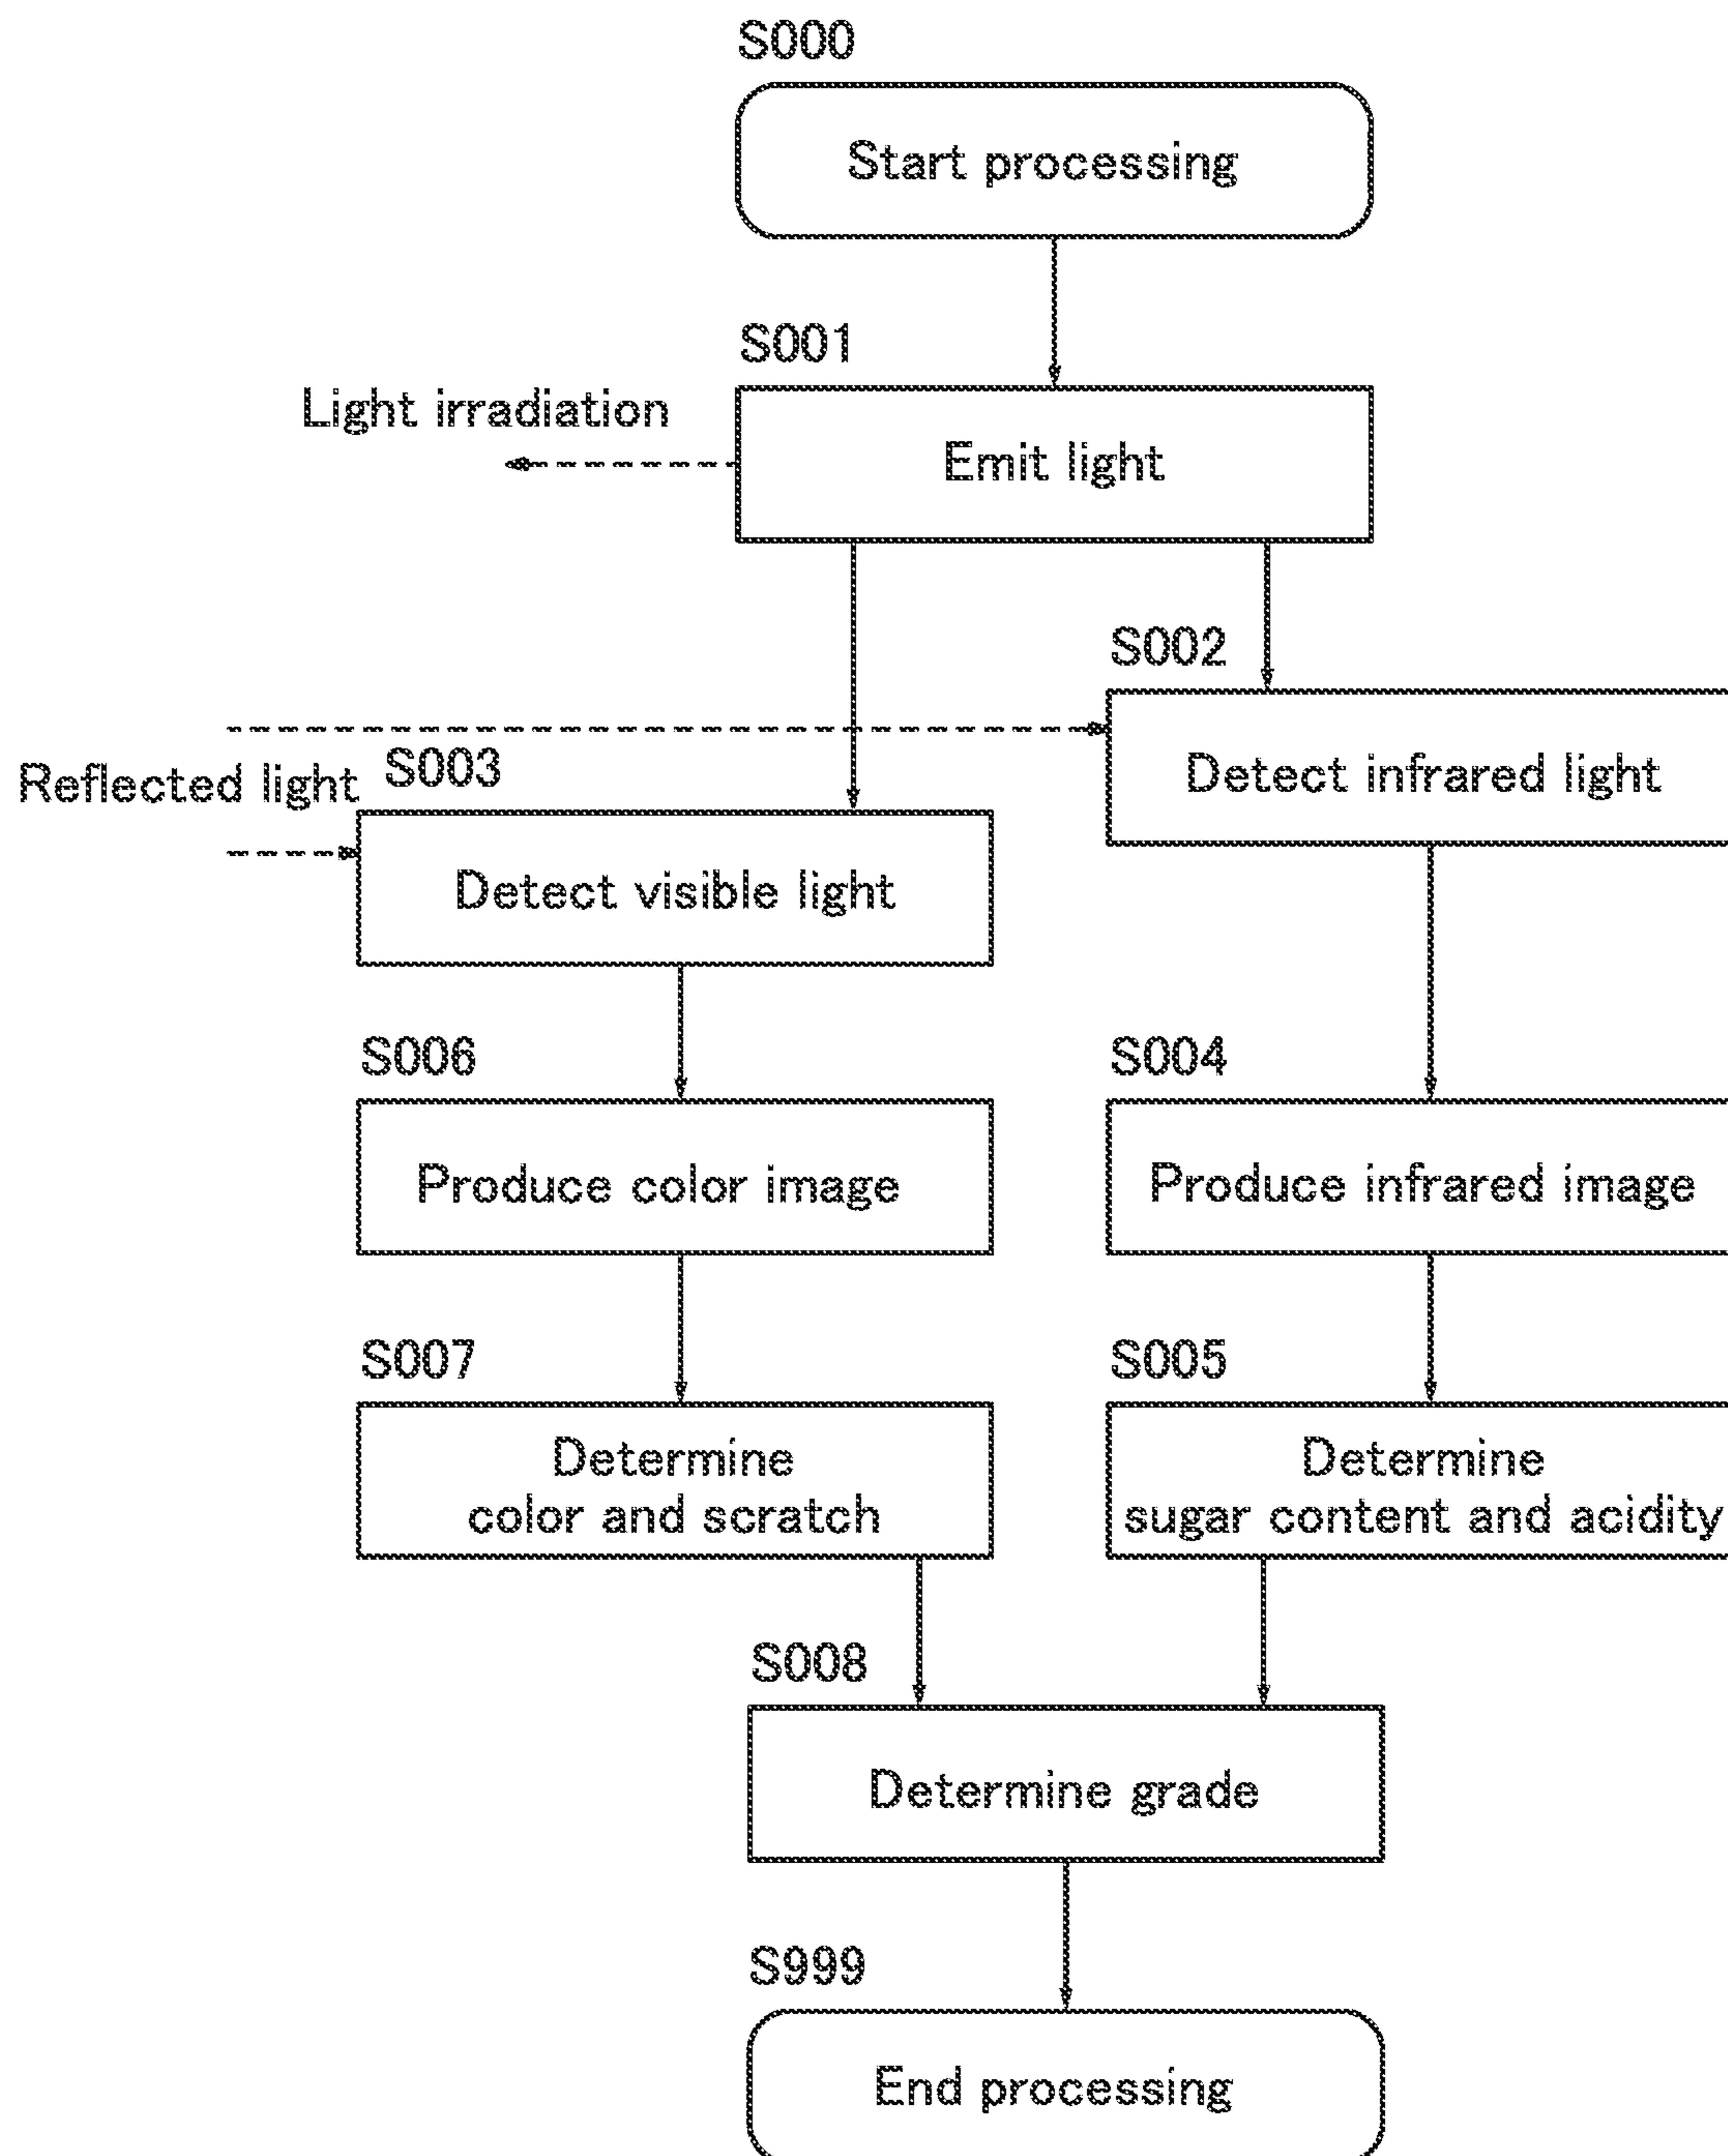 S000
Start processing
S001
Light irradiation
Emit light
S002
Detect infrared light
Reflected light
S003
Detect visible light
S006
Produce color image
S004
Produce infrared image
S007
Determine
color and scratch
S005
Determine
sugar content and acidity
S008
Determine grade
S999
End processing